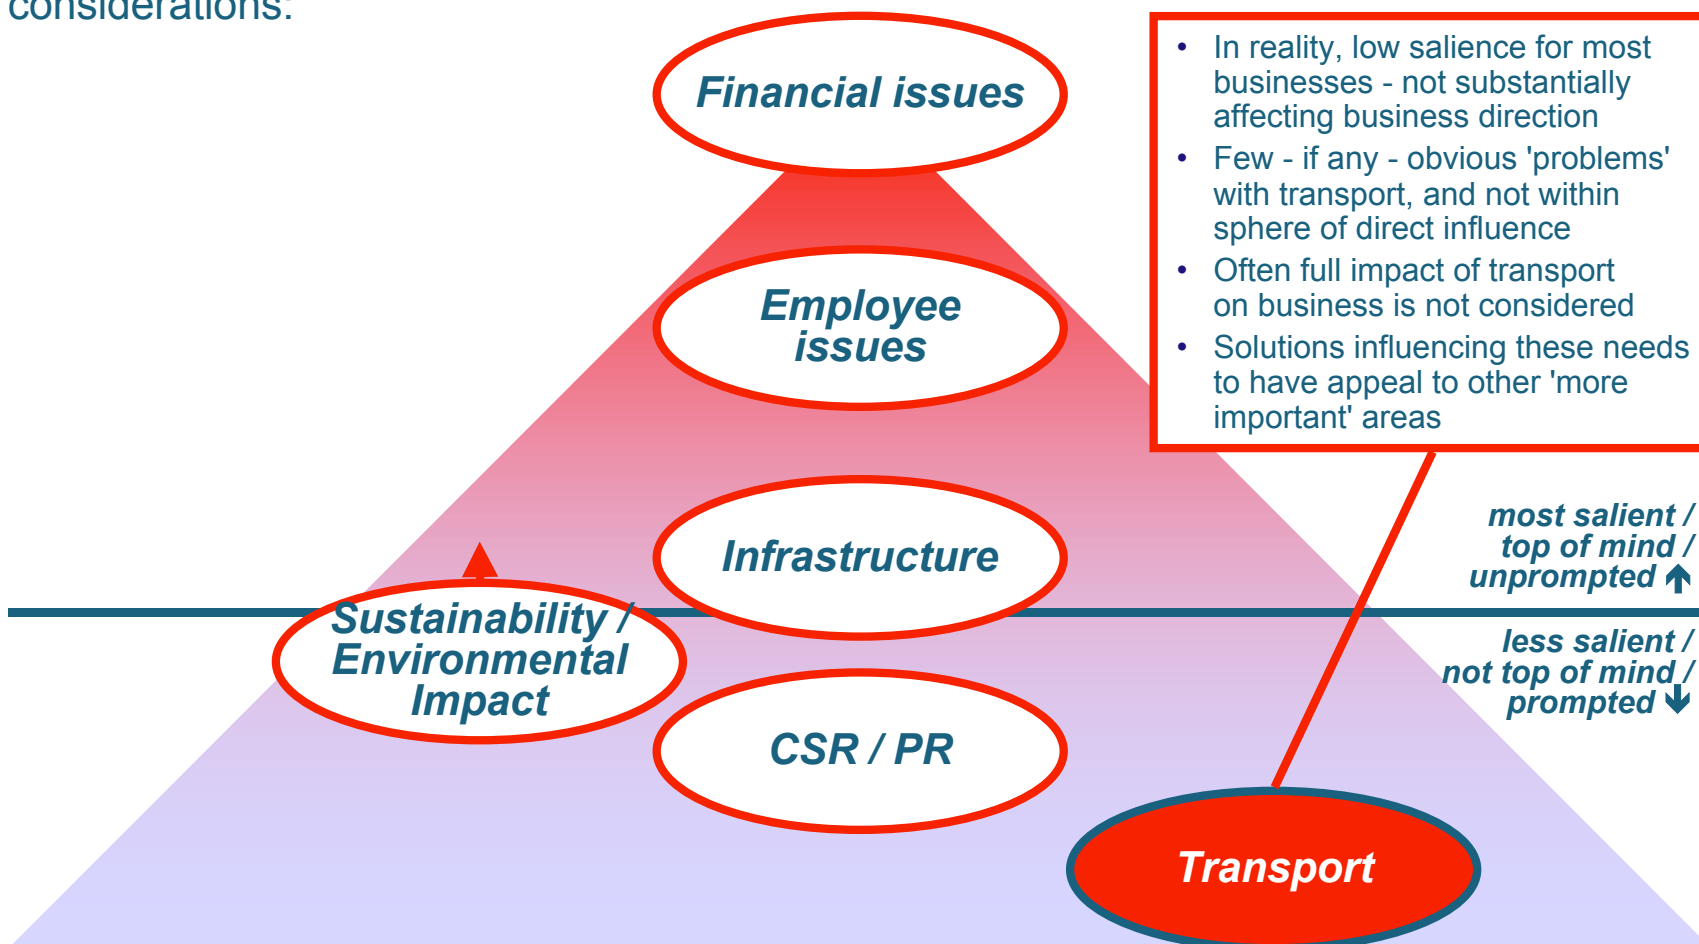 considerations:
Financial issues
• In reality, low salience for most
businesses - not substantially
affecting business direction
• Few - if any - obvious 'problems'
with transport, and not within
sphere of direct influence
• Often full impact of transport
on business is not considered
• Solutions influencing these needs
to have appeal to other 'more
important' areas
Employee
issues
Infrastructure
most salient /
top of mind /
unprompted ↑
Sustainability /
Environmental
Impact
less salient /
not top of mind /
prompted ↓
CSR / PR
Transport